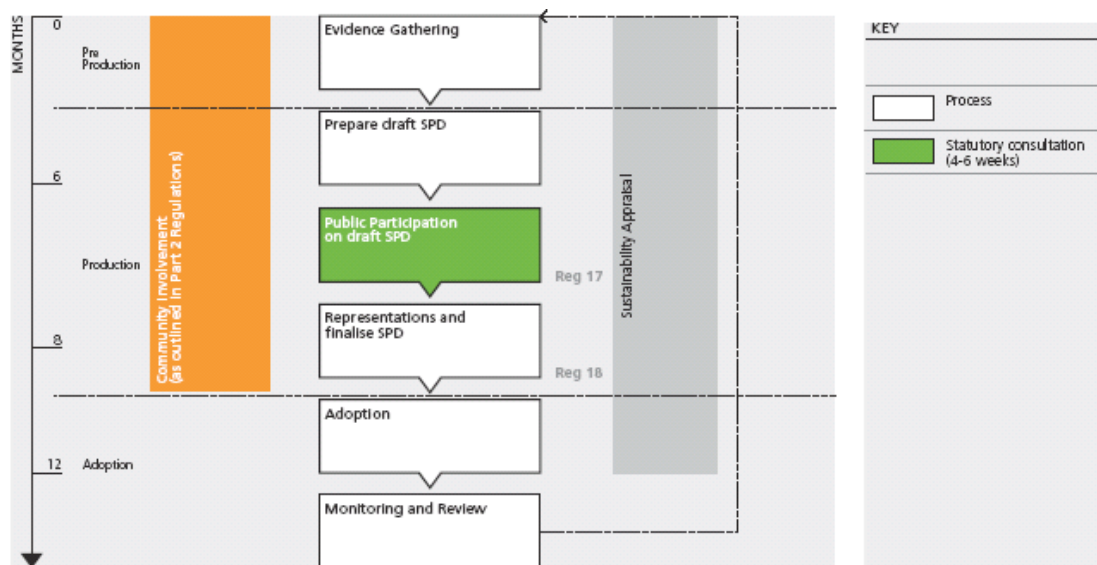 MONTHS
0
Pre
Production
6
Production
8
12
Adoption
Community Involvement
(as outlined in Part 2 Regulations)
Evidence Gathering
Prepare draft SPD
Public Participation
on draft SPD
Reg 17
Representations and
finalise SPD
Reg 18
Adoption
Monitoring and Review
Sustainability Appraisal
KEY
Process
Statutory consultation
(4-6 weeks)